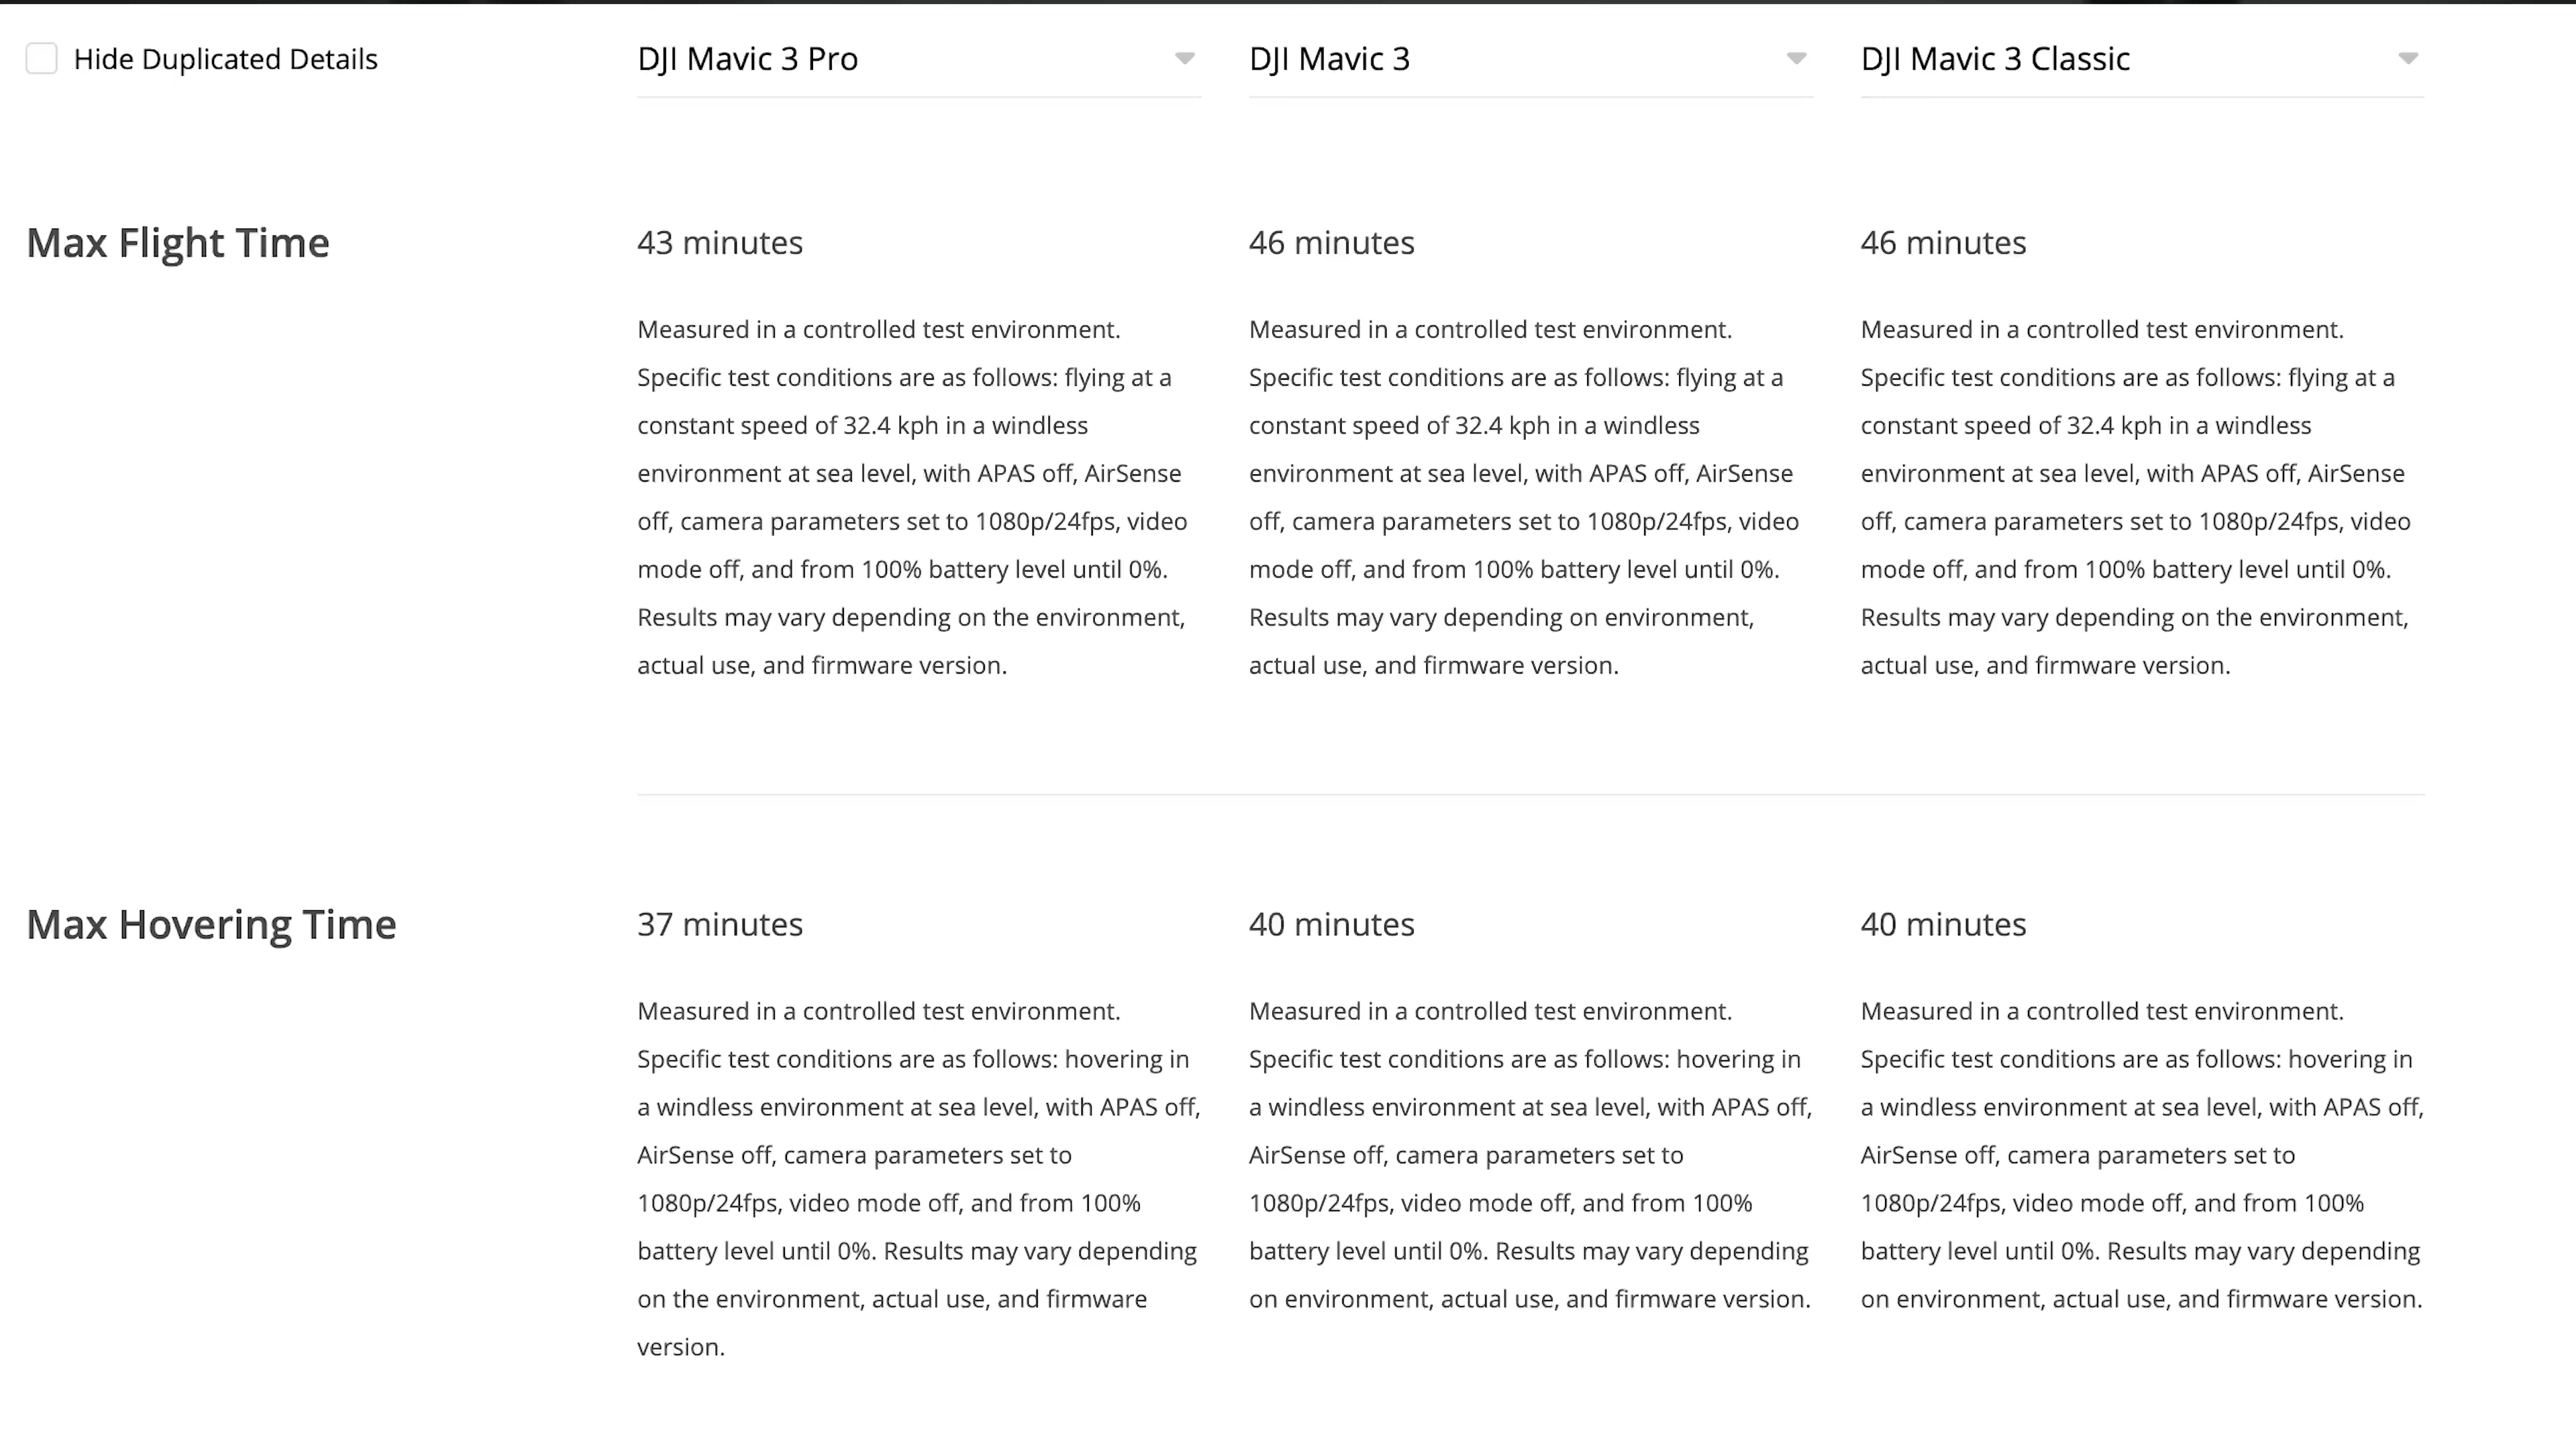 Hide Duplicated Details
DJI Mavic 3 Pro
DJI Mavic 3
DJI Mavic 3 Classic
Max Flight Time
43 minutes
Measured in a controlled test environment.
Specific test conditions are as follows: flying at a
constant speed of 32.4 kph in a windless
environment at sea level, with APAS off, AirSense
off, camera parameters set to 1080p/24fps, video
mode off, and from 100% battery level until 0%.
Results may vary depending on the environment,
actual use, and firmware version.
46 minutes
Measured in a controlled test environment.
Specific test conditions are as follows: flying at a
constant speed of 32.4 kph in a windless
environment at sea level, with APAS off, AirSense
off, camera parameters set to 1080p/24fps, video
mode off, and from 100% battery level until 0%.
Results may vary depending on environment,
actual use, and firmware version.
46 minutes
Measured in a controlled test environment.
Specific test conditions are as follows: flying at a
constant speed of 32.4 kph in a windless
environment at sea level, with APAS off, AirSense
off, camera parameters set to 1080p/24fps, video
mode off, and from 100% battery level until 0%.
Results may vary depending on the environment,
actual use, and firmware version.
Max Hovering Time
37 minutes
Measured in a controlled test environment.
Specific test conditions are as follows: hovering in
a windless environment at sea level, with APAS off,
AirSense off, camera parameters set to
1080p/24fps, video mode off, and from 100%
battery level until 0%. Results may vary depending
on the environment, actual use, and firmware
version.
40 minutes
Measured in a controlled test environment.
Specific test conditions are as follows: hovering in
a windless environment at sea level, with APAS off,
AirSense off, camera parameters set to
1080p/24fps, video mode off, and from 100%
battery level until 0%. Results may vary depending
on environment, actual use, and firmware version.
40 minutes
Measured in a controlled test environment.
Specific test conditions are as follows: hovering in
a windless environment at sea level, with APAS off,
AirSense off, camera parameters set to
1080p/24fps, video mode off, and from 100%
battery level until 0%. Results may vary depending
on environment, actual use, and firmware version.